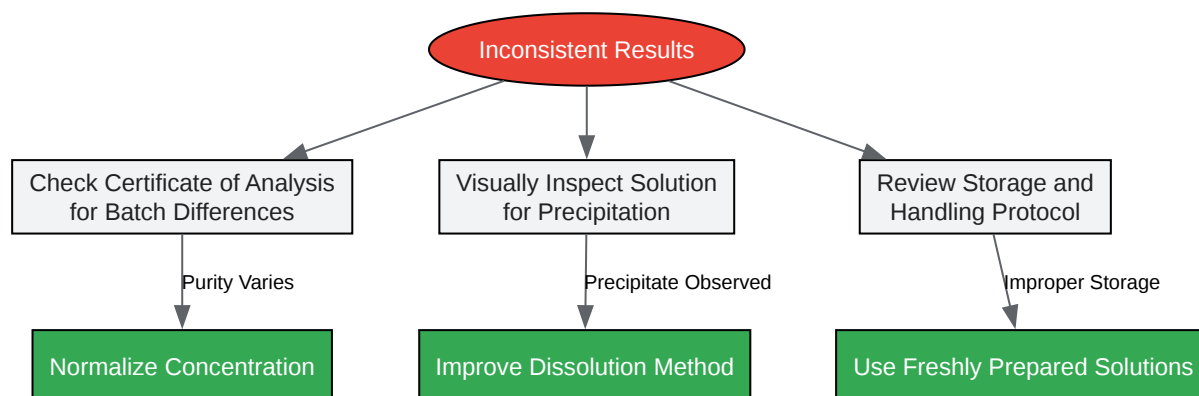 Inconsistent Results
Check Certificate of Analysis
for Batch Differences
Visually Inspect Solution
for Precipitation
Review Storage and
Handling Protocol
Purity Varies
Precipitate Observed
Improper Storage
Normalize Concentration
Improve Dissolution Method
Use Freshly Prepared Solutions